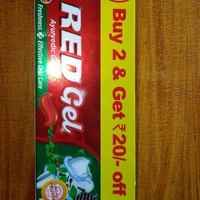 Buy 2 & Get ₹20/- off
RED Gel
Ayurvedic
Freshness + Effective Oral Care